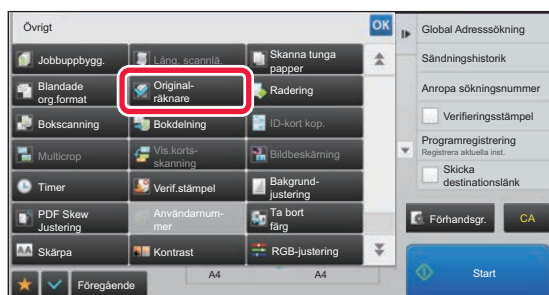 Övrigt
OK
Jobbuppbygg.
Lång. scannlä.
Skanna tunga
papper
Blandade
org.format
Original-
räknare
Radering
Bokscanning
Bokdelning
ID-kort kop.
Multicrop
Vis.korts-
skanning
Bildbeskärning
Timer
Verif.stämpel
Bakgrund-
justering
PDF Skew
Justering
Användarnum-
mer
Ta bort
färg
Skärpa
Kontrast
RGB-justering
Föregående
A4
A4
Global Adresssökning
Sändningshistorik
Anropa sökningsnummer
Verifieringsstämpel
Programregistrering
Registrera aktuella inst.
Skicka
destinationslänk
Förhandsgr.
CA
Start